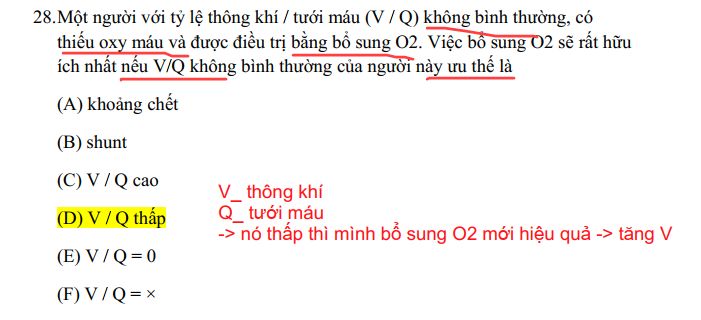 28.Một người với tỷ lệ thông khí / tưới máu (V / Q) không bình thường, có
thiếu oxy máu và được điều trị bằng bổ sung O2. Việc bổ sung O2 sẽ rất hữu
ích nhất nếu V/Q không bình thường của người này ưu thế là
(A) khoảng chết
(B) shunt
(C) V / Q cao
(D) V / Q thấp
(E) V / Q = 0
(F) V / Q = ×
V_ thông khí
Q_ tưới máu
-> nó thấp thì mình bổ sung O2 mới hiệu quả -> tăng V